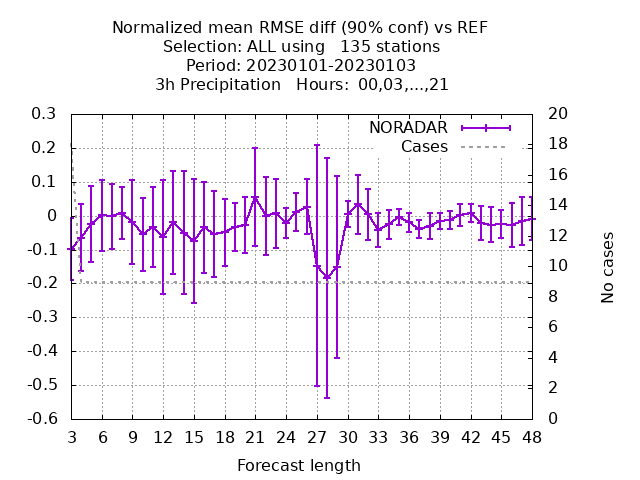 Normalized mean RMSE diff (90% conf) vs REF
Selection: ALL using   135 stations
Period: 20230101-20230103
3h Precipitation   Hours:  00,03,...,21
0.3
0.2
0.1
0
-0.1
-0.2
-0.3
-0.4
-0.5
-0.6
NORADAR
Cases
20
18
16
14
12
10
8
6
4
2
0
No cases
3 6 9 12 15 18 21 24 27 30 33 36 39 42 45 48
Forecast length